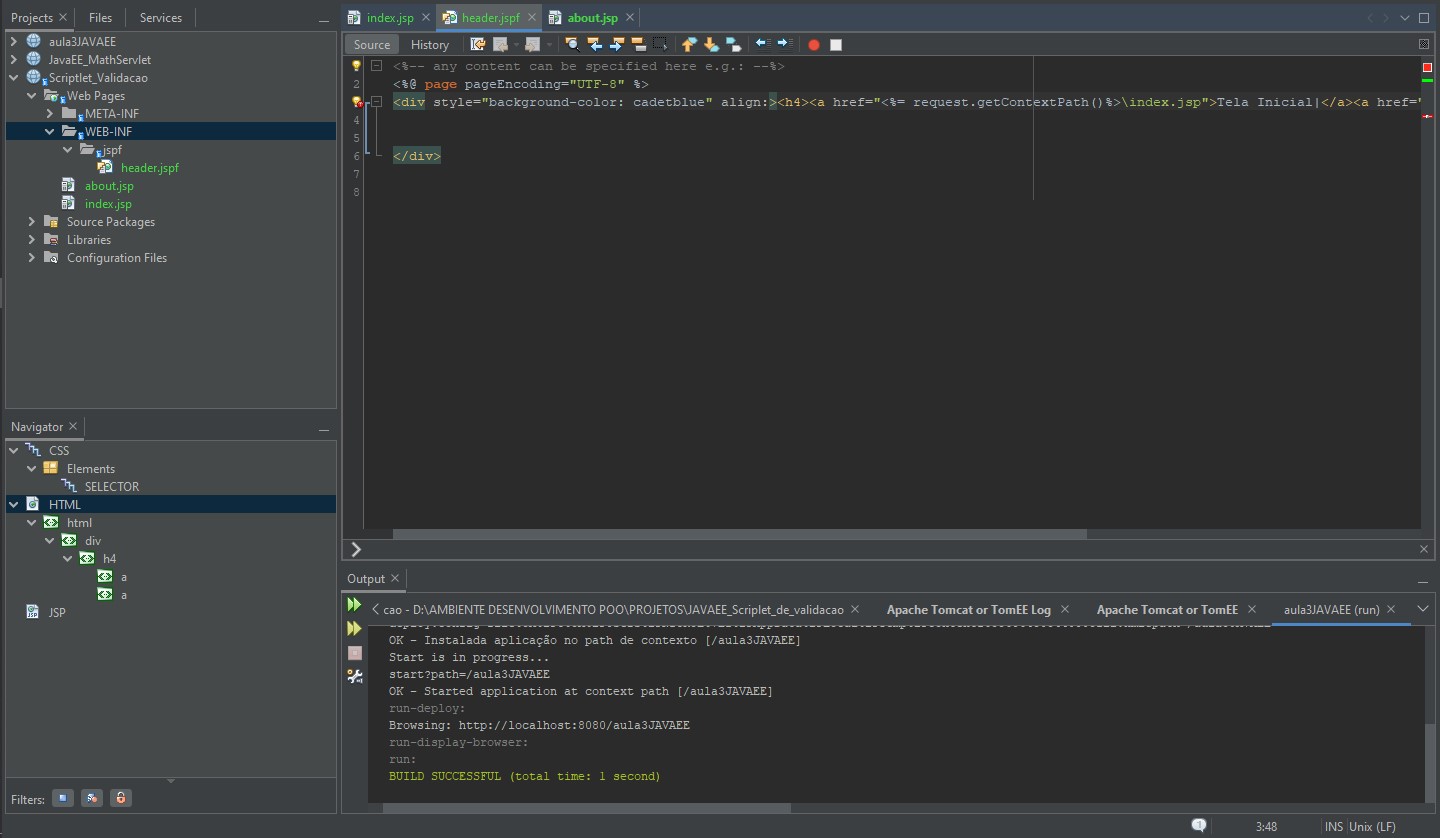 Projects Files Services
aula3JAVAEE
JavaEE_MathServlet
Scriptlet_Validacao
Web Pages
META-INF
WEB-INF
jspf
header.jspf
about.jsp
index.jsp
Source Packages
Libraries
Configuration Files
Navigator
CSS
Elements
SELECTOR
HTML
html
div
h4
a
a
JSP
Filters:
index.jsp header.jspf about.jsp
Source History
<%-- any content can be specified here e.g.: --%>
2 <%@ page pageEncoding="UTF-8" %>
<div style="background-color: cadetblue" align:><h4><a href="<%= request.getContextPath()%>\index.jsp">Tela Inicial|</a><a href="
4
5
6 </div>
7
8
Output
cao - D:\AMBIENTE DESENVOLVIMENTO POO\PROJETOS\JAVAEE_Scriplet_de_validacao Apache Tomcat or TomEE Log Apache Tomcat or TomEE aula3JAVAEE (run)
OK - Instalada aplicação no path de contexto [/aula3JAVAEE]
Start is in progress...
start?path=/aula3JAVAEE
OK - Started application at context path [/aula3JAVAEE]
run-deploy:
Browsing: http://localhost:8080/aula3JAVAEE
run-display-browser:
run:
BUILD SUCCESSFUL (total time: 1 second)
1 3:48 INS Unix (LF)